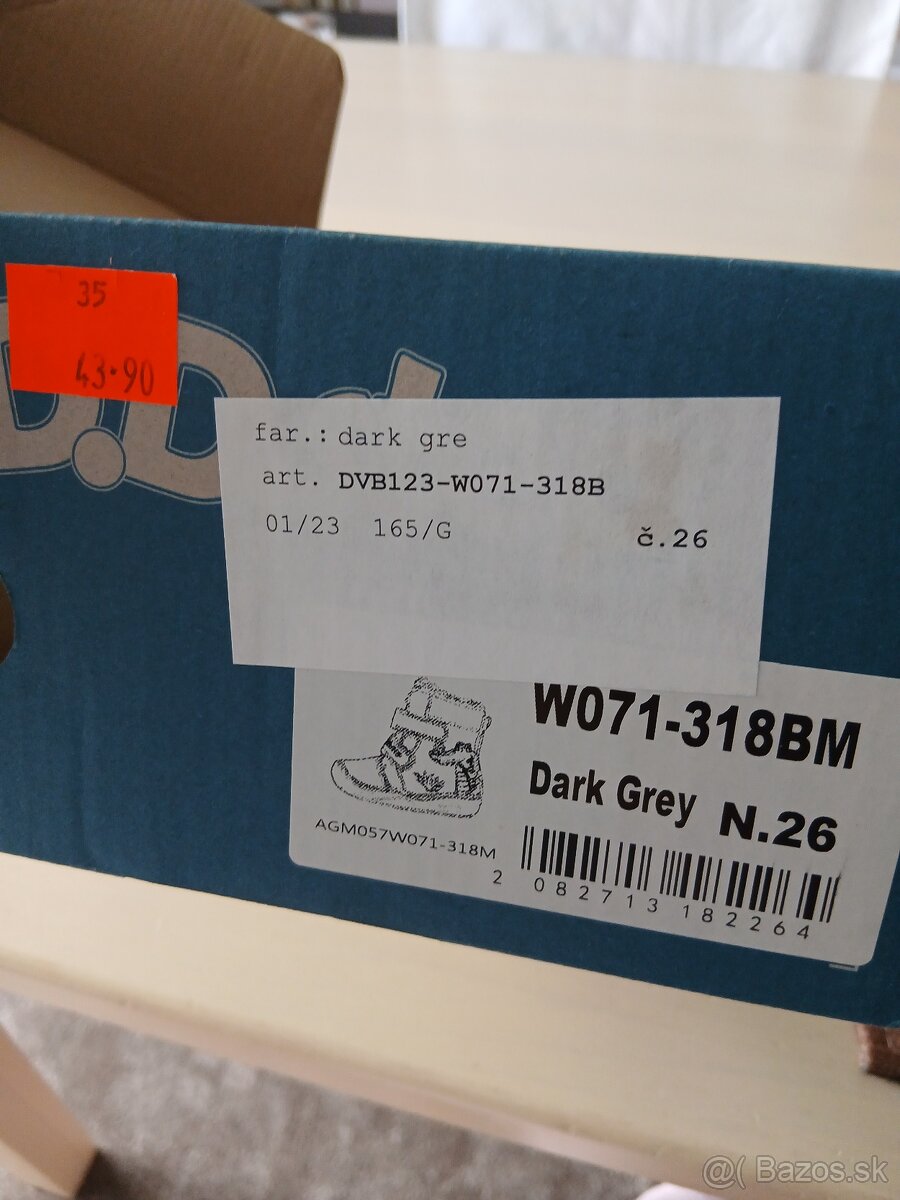 35
43.90
D.D.
far.: dark gre
art. DVB123-W071-318B
01/23 165/G
č.26
W071-318BM
Dark Grey N.26
AGM057W071-318M
2 082713 182264
@( Bazos.sk